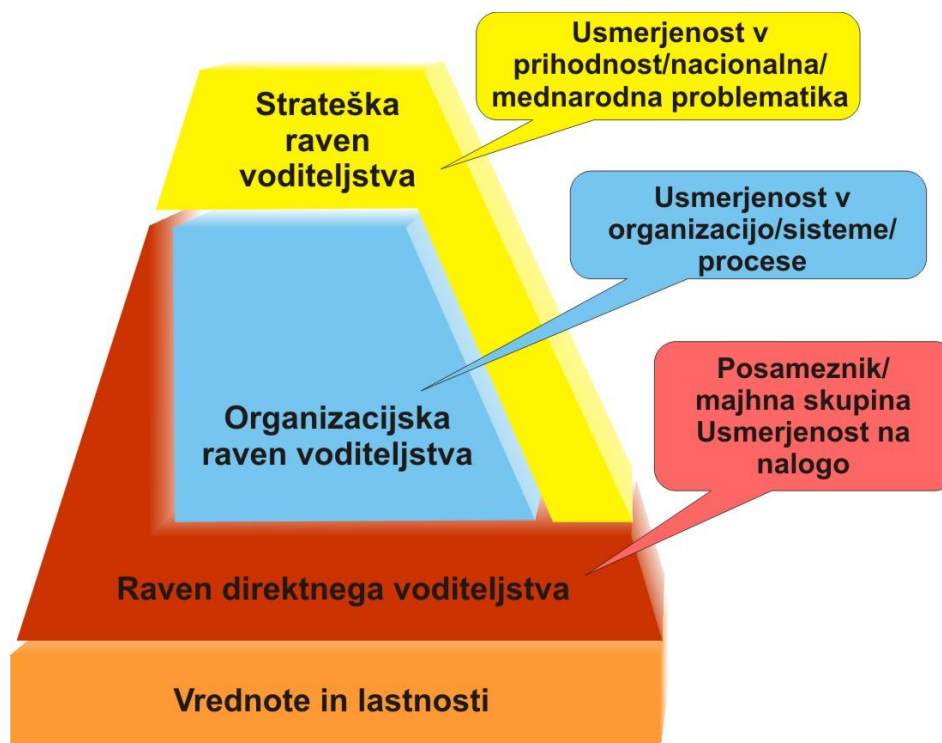 Usmerjenost v
prihodnost/nacionalna/
mednarodna problematika
Strateška
raven
voditeljstva
Usmerjenost v
organizacijo/sisteme/
procese
Posameznik/
majhna skupina
Usmerjenost na
nalogo
Organizacijska
raven voditeljstva
Raven direktnega voditeljstva
Vrednote in lastnosti